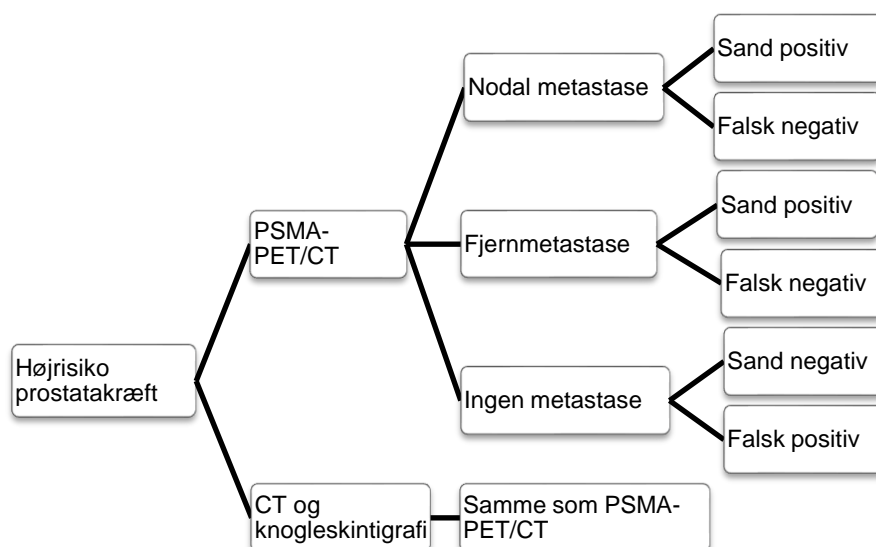 Højrisiko
prostatakræft
PSMA-
PET/CT
Nodal metastase
Sand positiv
Falsk negativ
Fjernmetastase
Sand positiv
Falsk negativ
Ingen metastase
Sand negativ
Falsk positiv
CT og
knogleskintigrafi
Samme som PSMA-
PET/CT